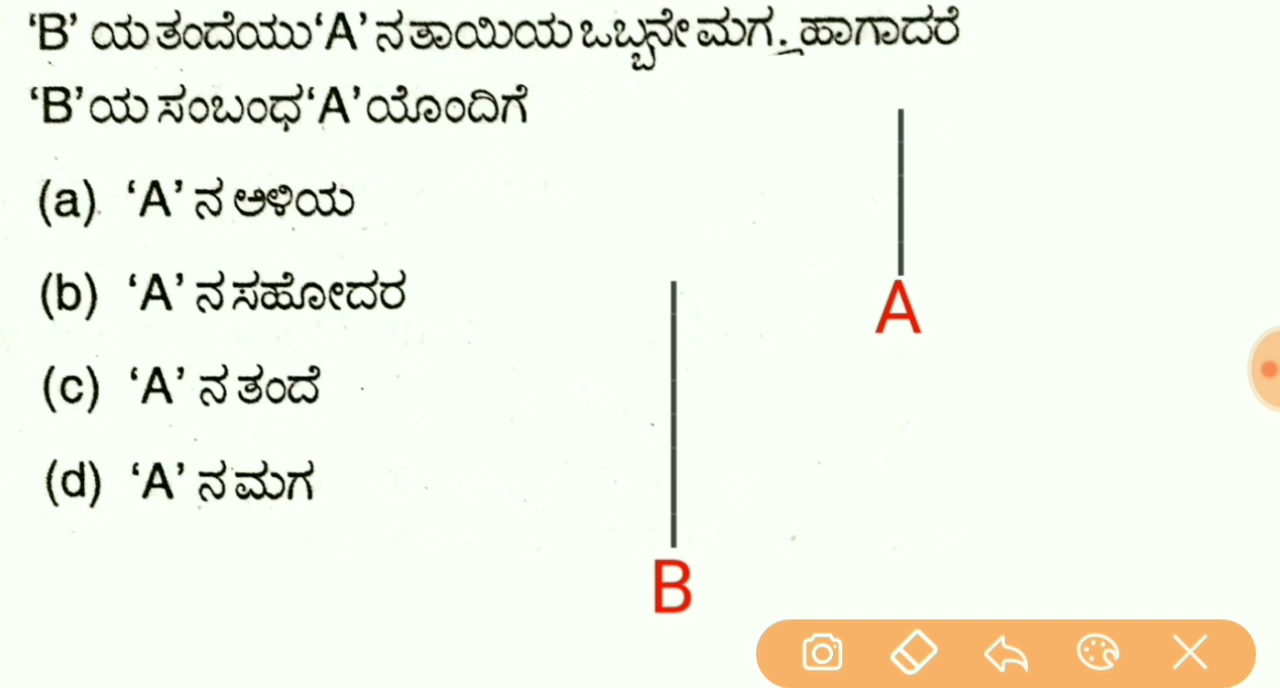 ‘B’ ಯ ತಂದೆಯು ‘A’ ನ ತಾಯಿಯ ಒಬ್ಬನೇ ಮಗ. ಹಾಗಾದರೆ
‘B’ ಯ ಸಂಬಂಧ ‘A’ ಯೊಂದಿಗೆ
(a) ‘A’ ನ ಅಳಿಯ
(b) ‘A’ ನ ಸಹೋದರ
(c) ‘A’ ನ ತಂದೆ
(d) ‘A’ ನ ಮಗ
A
B